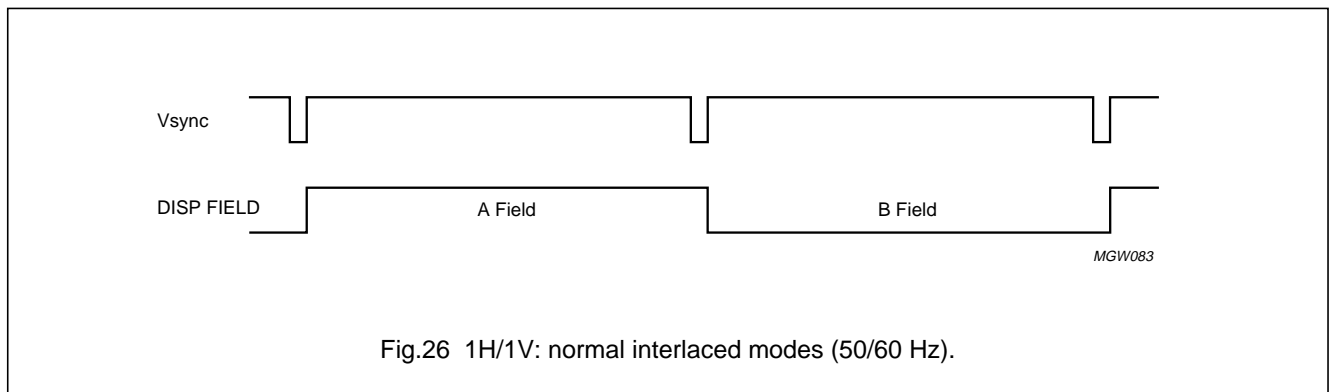 Vsync
DISP FIELD
A Field
B Field
MGW083
Fig.26 1H/1V: normal interlaced modes (50/60 Hz).